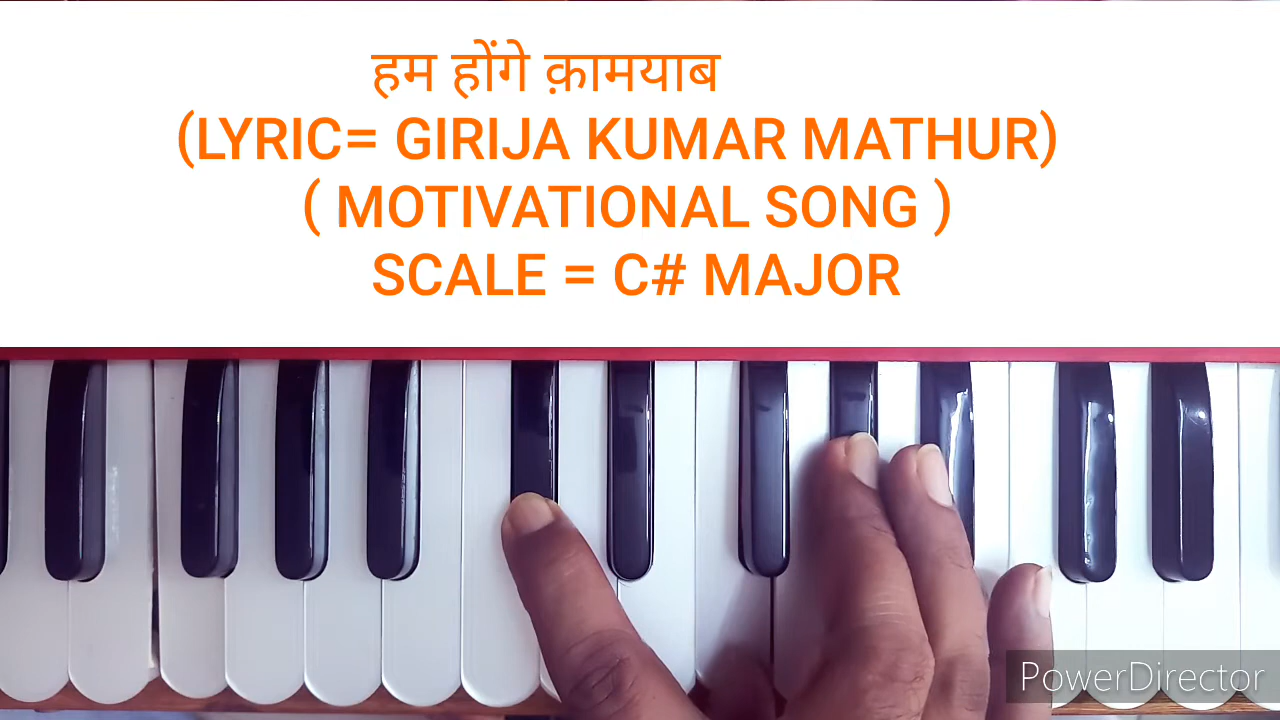 हम होंगे क़ामयाब
(LYRIC= GIRIJA KUMAR MATHUR)
( MOTIVATIONAL SONG )
SCALE = C# MAJOR
PowerDirector